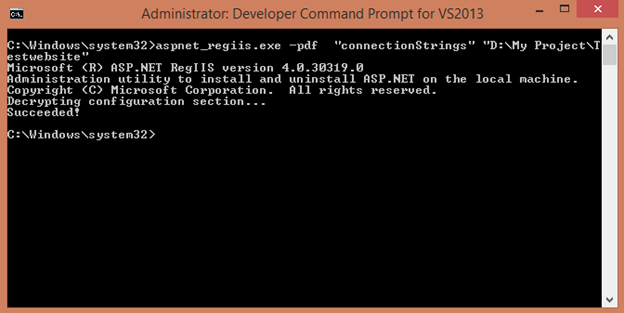 Administrator: Developer Command Prompt for VS2013
C:\Windows\system32>aspnet_regiis.exe -pdf  "connectionStrings" "D:\My Project\T
estwebsite"
Microsoft (R) ASP.NET RegIIS version 4.0.30319.0
Administration utility to install and uninstall ASP.NET on the local machine.
Copyright (C) Microsoft Corporation.  All rights reserved.
Decrypting configuration section...
Succeeded!
C:\Windows\system32>